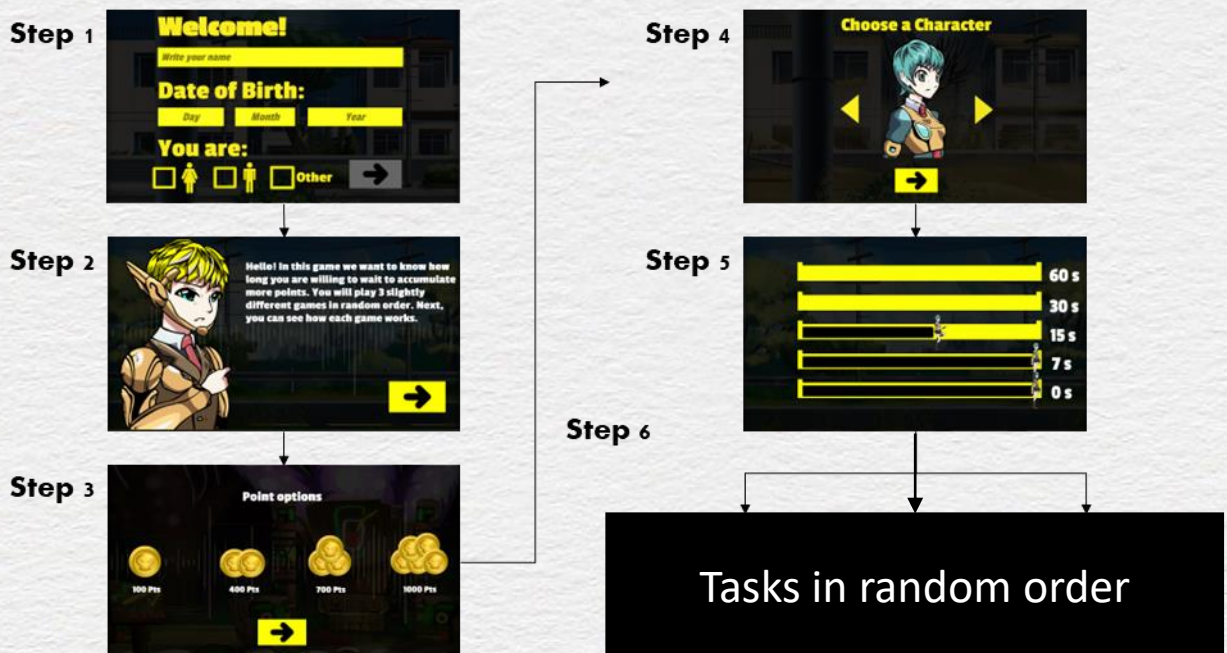 Step 1
Welcome!
Write your name
Date of Birth:
Day Month Year
You are:
Other
Step 2
Hello! In this game we want to know how
long you are willing to wait to accumulate
more points. You will play 3 slightly
different games in random order. Next,
you can see how each game works.
Step 3
Point options
100 Pts 400 Pts 700 Pts 1000 Pts
Step 4
Choose a Character
Step 5
60 s
30 s
15 s
7 s
0 s
Step 6
Tasks in random order